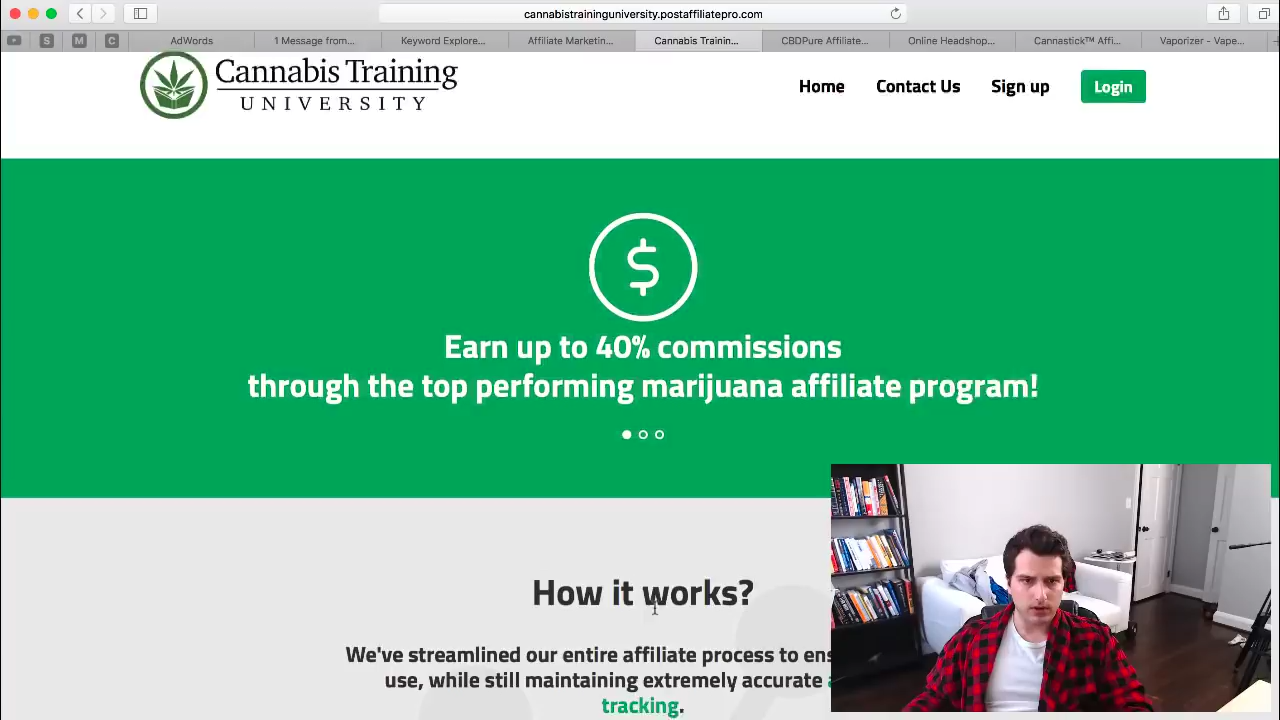 cannabistraininguniversity.postaffiliatepro.com
S
M
C
AdWords
1 Message from...
Keyword Explore...
Affiliate Marketin...
Cannabis Trainin...
CBDPure Affiliate...
Online Headshop...
Cannastick™ Affi...
Vaporizer - Vape...
Cannabis Training
UNIVERSITY
Home
Contact Us
Sign up
Login
$
Earn up to 40% commissions
through the top performing marijuana affiliate program!
How it works?
We've streamlined our entire affiliate process to
use, while still maintaining extremely accurate
tracking.